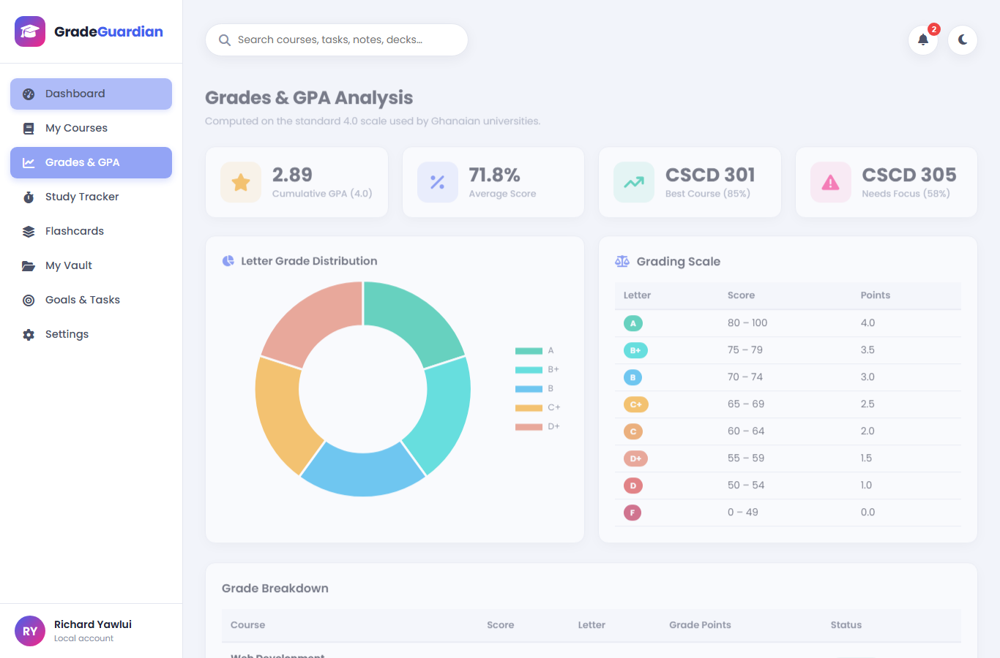 GradeGuardian
Search courses, tasks, notes, decks...
2
Dashboard
My Courses
Grades & GPA
Study Tracker
Flashcards
My Vault
Goals & Tasks
Settings
RY
Richard Yawlui
Local account
Grades & GPA Analysis
Computed on the standard 4.0 scale used by Ghanaian universities.
2.89
Cumulative GPA (4.0)
71.8%
Average Score
CSCD 301
Best Course (85%)
CSCD 305
Needs Focus (58%)
Letter Grade Distribution
A
B+
B
C+
D+
Grading Scale
Letter Score Points
A 80 – 100 4.0
B+ 75 – 79 3.5
B 70 – 74 3.0
C+ 65 – 69 2.5
C 60 – 64 2.0
D+ 55 – 59 1.5
D 50 – 54 1.0
F 0 – 49 0.0
Grade Breakdown
Course Score Letter Grade Points Status
Web Development